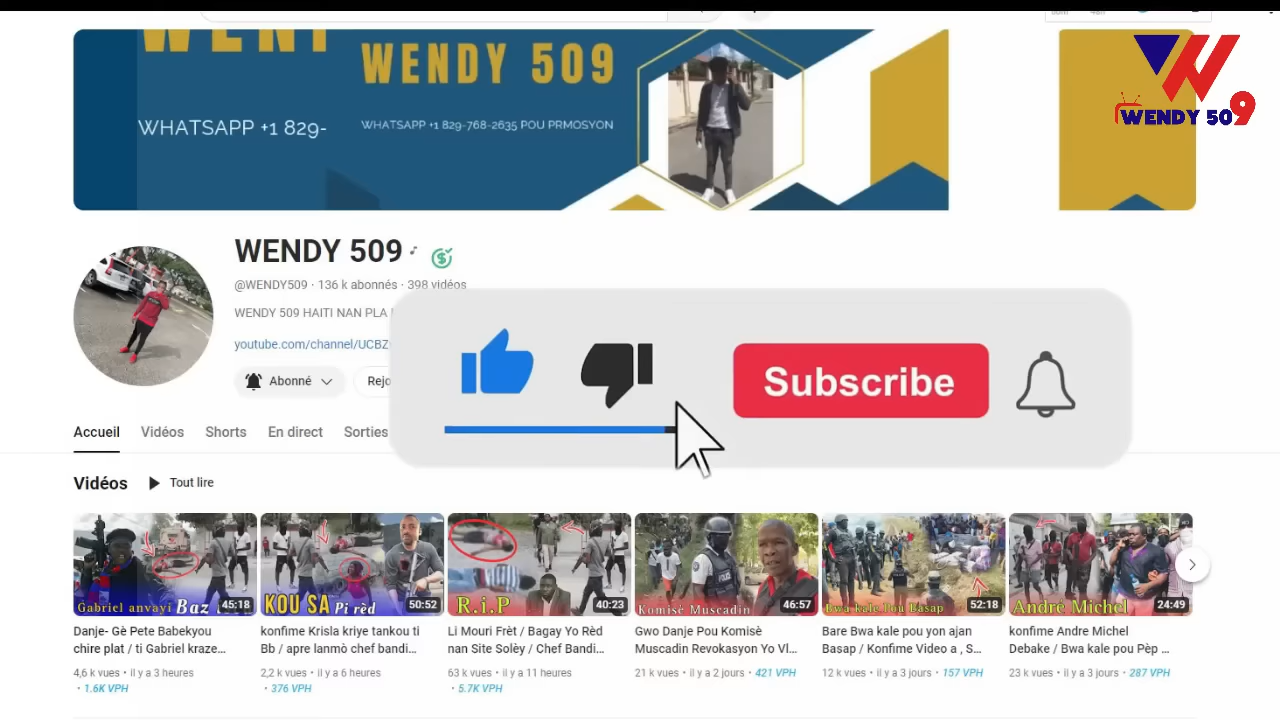 WENDY 509
WHATSAPP +1 829-
WHATSAPP +1 829-768-2635 POU PRMOSYON
WENDY 509
WENDY 509
@WENDY509 · 136 k abonnés · 398 vidéos
WENDY 509 HAITI NAN PLA
youtube.com/channel/UCBZ
Abonné
Rejo
Subscribe
Accueil
Vidéos
Shorts
En direct
Sorties
Vidéos
Tout lire
Gabriel anvayi Baz
45:18
KOU SA Pi rèd
50:52
R.i.P
40:23
Komisè Muscadin
46:57
Bwa kale pou Basap
52:18
Andre Michel
24:49
Danje- Gè Pete Babekyou
chire plat / ti Gabriel kraze...
4,6 k vues · il y a 3 heures
· 1.6K VPH
konfime Krisla kriye tankou ti
Bb / apre lanmò chef bandi...
2,2 k vues · il y a 6 heures
· 376 VPH
Li Mouri Frèt / Bagay Yo Rèd
nan Site Solèy / Chef Bandi...
63 k vues · il y a 11 heures
· 5.7K VPH
Gwo Danje Pou Komisè
Muscadin Revokasyon Yo Vl...
21 k vues · il y a 2 jours · 421 VPH
Bare Bwa kale pou yon ajan
Basap / Konfime Video a , S...
12 k vues · il y a 3 jours · 157 VPH
konfime Andre Michel
Debake / Bwa kale pou Pèp ...
23 k vues · il y a 3 jours · 287 VPH